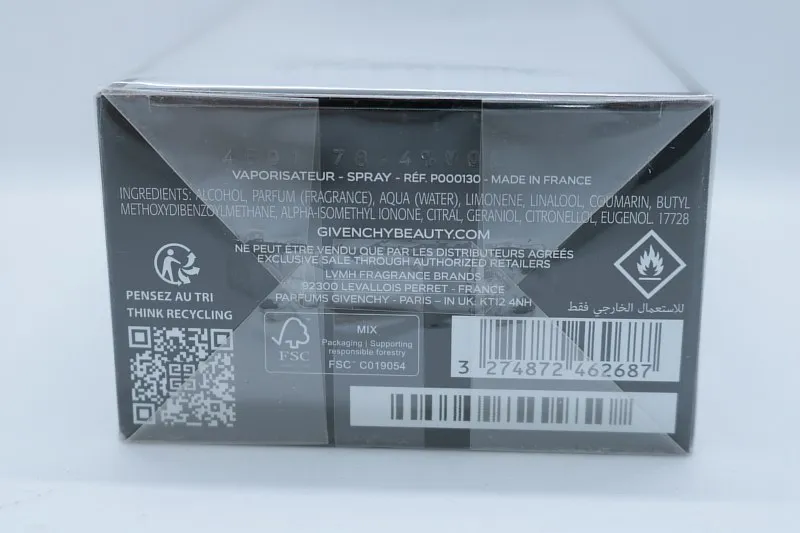 VAPORISATEUR - SPRAY - RÉF. P000130 - MADE IN FRANCE
INGREDIENTS: ALCOHOL, PARFUM (FRAGRANCE), AQUA (WATER), LIMONENE, LINALOOL, COUMARIN, BUTYL
METHOXYDIBENZOYLMETHANE, ALPHA-ISOMETHYL IONONE, CITRAL, GERANIOL, CITRONELLOL, EUGENOL 17728
GIVENCHYBEAUTY.COM
NE PEUT ÊTRE VENDU QUE PAR LES DISTRIBUTEURS AGRÉÉS
EXCLUSIVE SALE THROUGH AUTHORIZED RETAILERS
LVMH FRAGRANCE BRANDS
92300 LEVALLOIS PERRET - FRANCE
PARFUMS GIVENCHY - PARIS - IN UK: KT12 4NH
PENSEZ AU TRI
THINK RECYCLING
للاستعمال الخارجي فقط
FSC
MIX
Packaging | Supporting
responsible forestry
FSC™ C019054
3 274872 462687